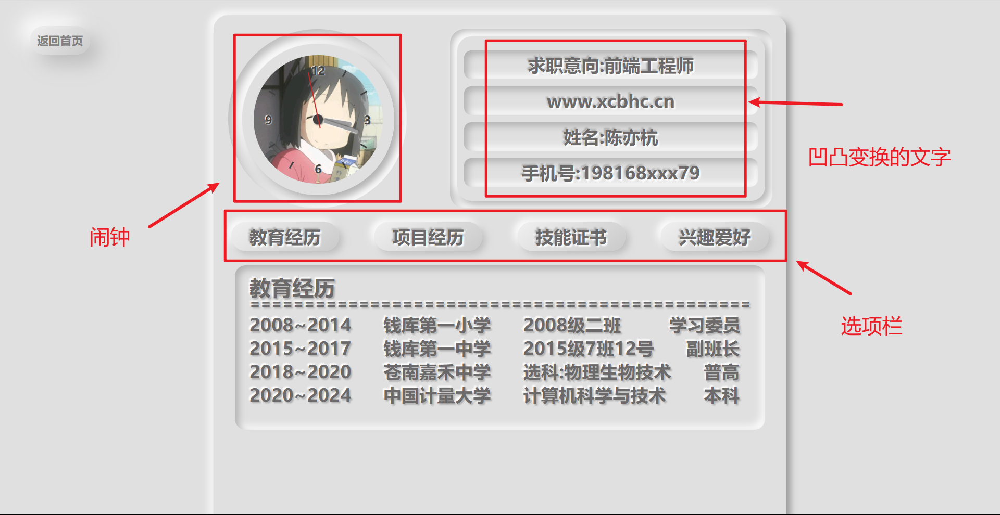 返回首页
12
9
3
6
求职意向:前端工程师
www.xcbhc.cn
姓名:陈亦杭
手机号:198168xxx79
凹凸变换的文字
闹钟
教育经历 项目经历 技能证书 兴趣爱好
选项栏
教育经历
==============================================
2008~2014 钱库第一小学 2008级二班 学习委员
2015~2017 钱库第一中学 2015级7班12号 副班长
2018~2020 苍南嘉禾中学 选科:物理生物技术 普高
2020~2024 中国计量大学 计算机科学与技术 本科